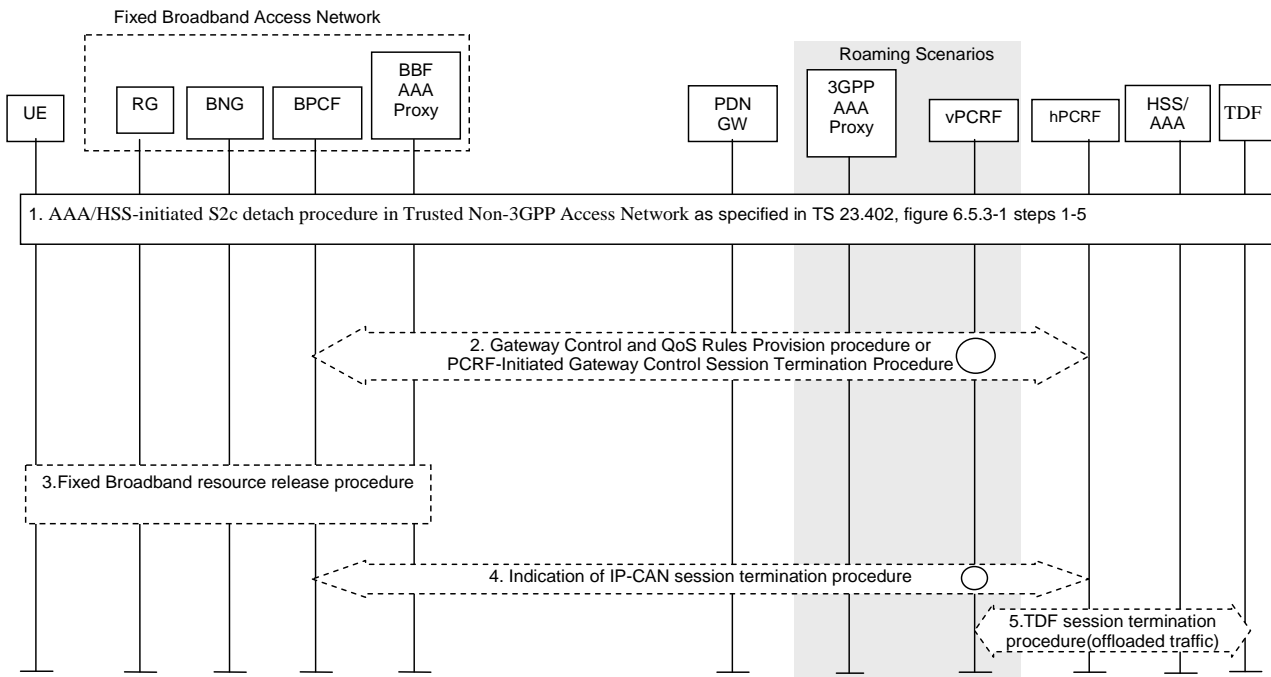 Fixed Broadband Access Network
Roaming Scenarios
UE
RG
BNG
BPCF
BBF
AAA
Proxy
PDN
GW
3GPP
AAA
Proxy
vPCRF
hPCRF
HSS/
AAA
TDF
1. AAA/HSS-initiated S2c detach procedure in Trusted Non-3GPP Access Network as specified in TS 23.402, figure 6.5.3-1 steps 1-5
2. Gateway Control and QoS Rules Provision procedure or
PCRF-Initiated Gateway Control Session Termination Procedure
3.Fixed Broadband resource release procedure
4. Indication of IP-CAN session termination procedure
5.TDF session termination
procedure(offloaded traffic)